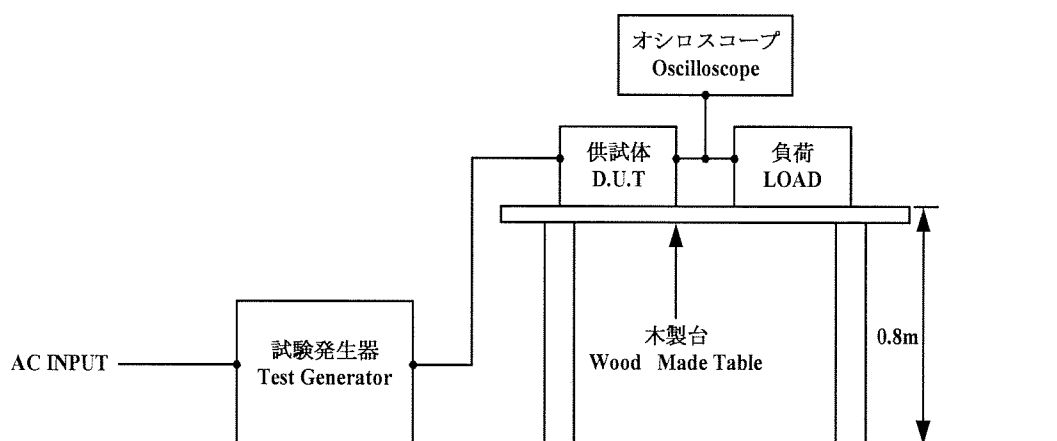 オシロスコープ
Oscilloscope
供試体
D.U.T
負荷
LOAD
試験発生器
Test Generator
AC INPUT
木製台
Wood Made Table
0.8m